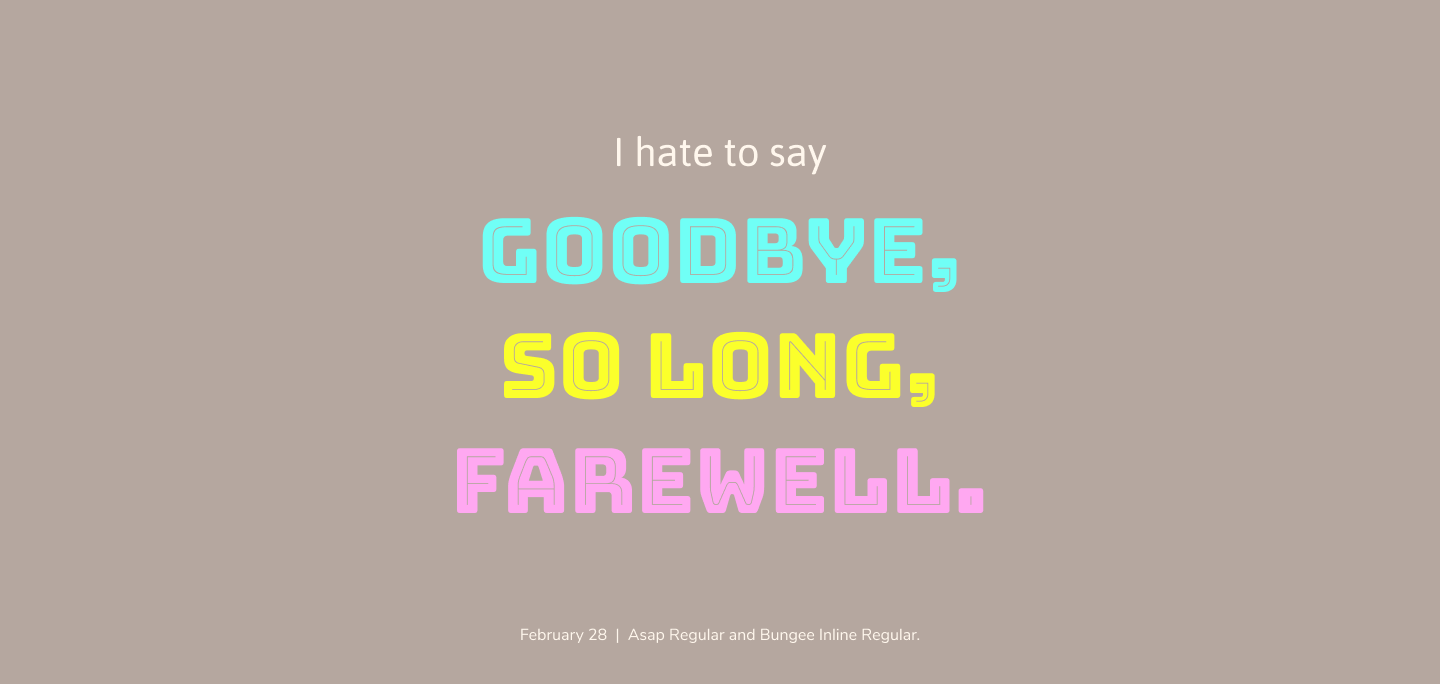 I hate to say
GOODBYE,
SO LONG,
FAREWELL.
February 28 | Asap Regular and Bungee Inline Regular.